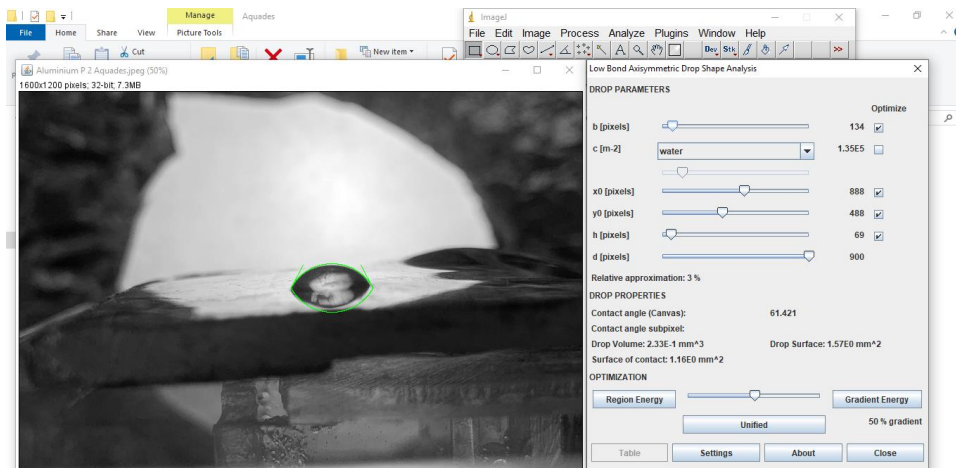 Manage
Aquades
File
Home
Share
View
Picture Tools
Cut
New item
ImageJ
File Edit Image Process Analyze Plugins Window Help
Dev Stk >>
Aluminium P 2 Aquades.jpeg (50%)
1600x1200 pixels; 32-bit; 7.3MB
Low Bond Axisymmetric Drop Shape Analysis
DROP PARAMETERS
Optimize
b [pixels] 134
c [m-2] water 1.35E5
x0 [pixels] 888
y0 [pixels] 488
h [pixels] 69
d [pixels] 900
Relative approximation: 3 %
DROP PROPERTIES
Contact angle (Canvas): 61.421
Contact angle subpixel:
Drop Volume: 2.33E-1 mm^3 Drop Surface: 1.57E0 mm^2
Surface of contact: 1.16E0 mm^2
OPTIMIZATION
Region Energy Gradient Energy
Unified 50 % gradient
Table Settings About Close